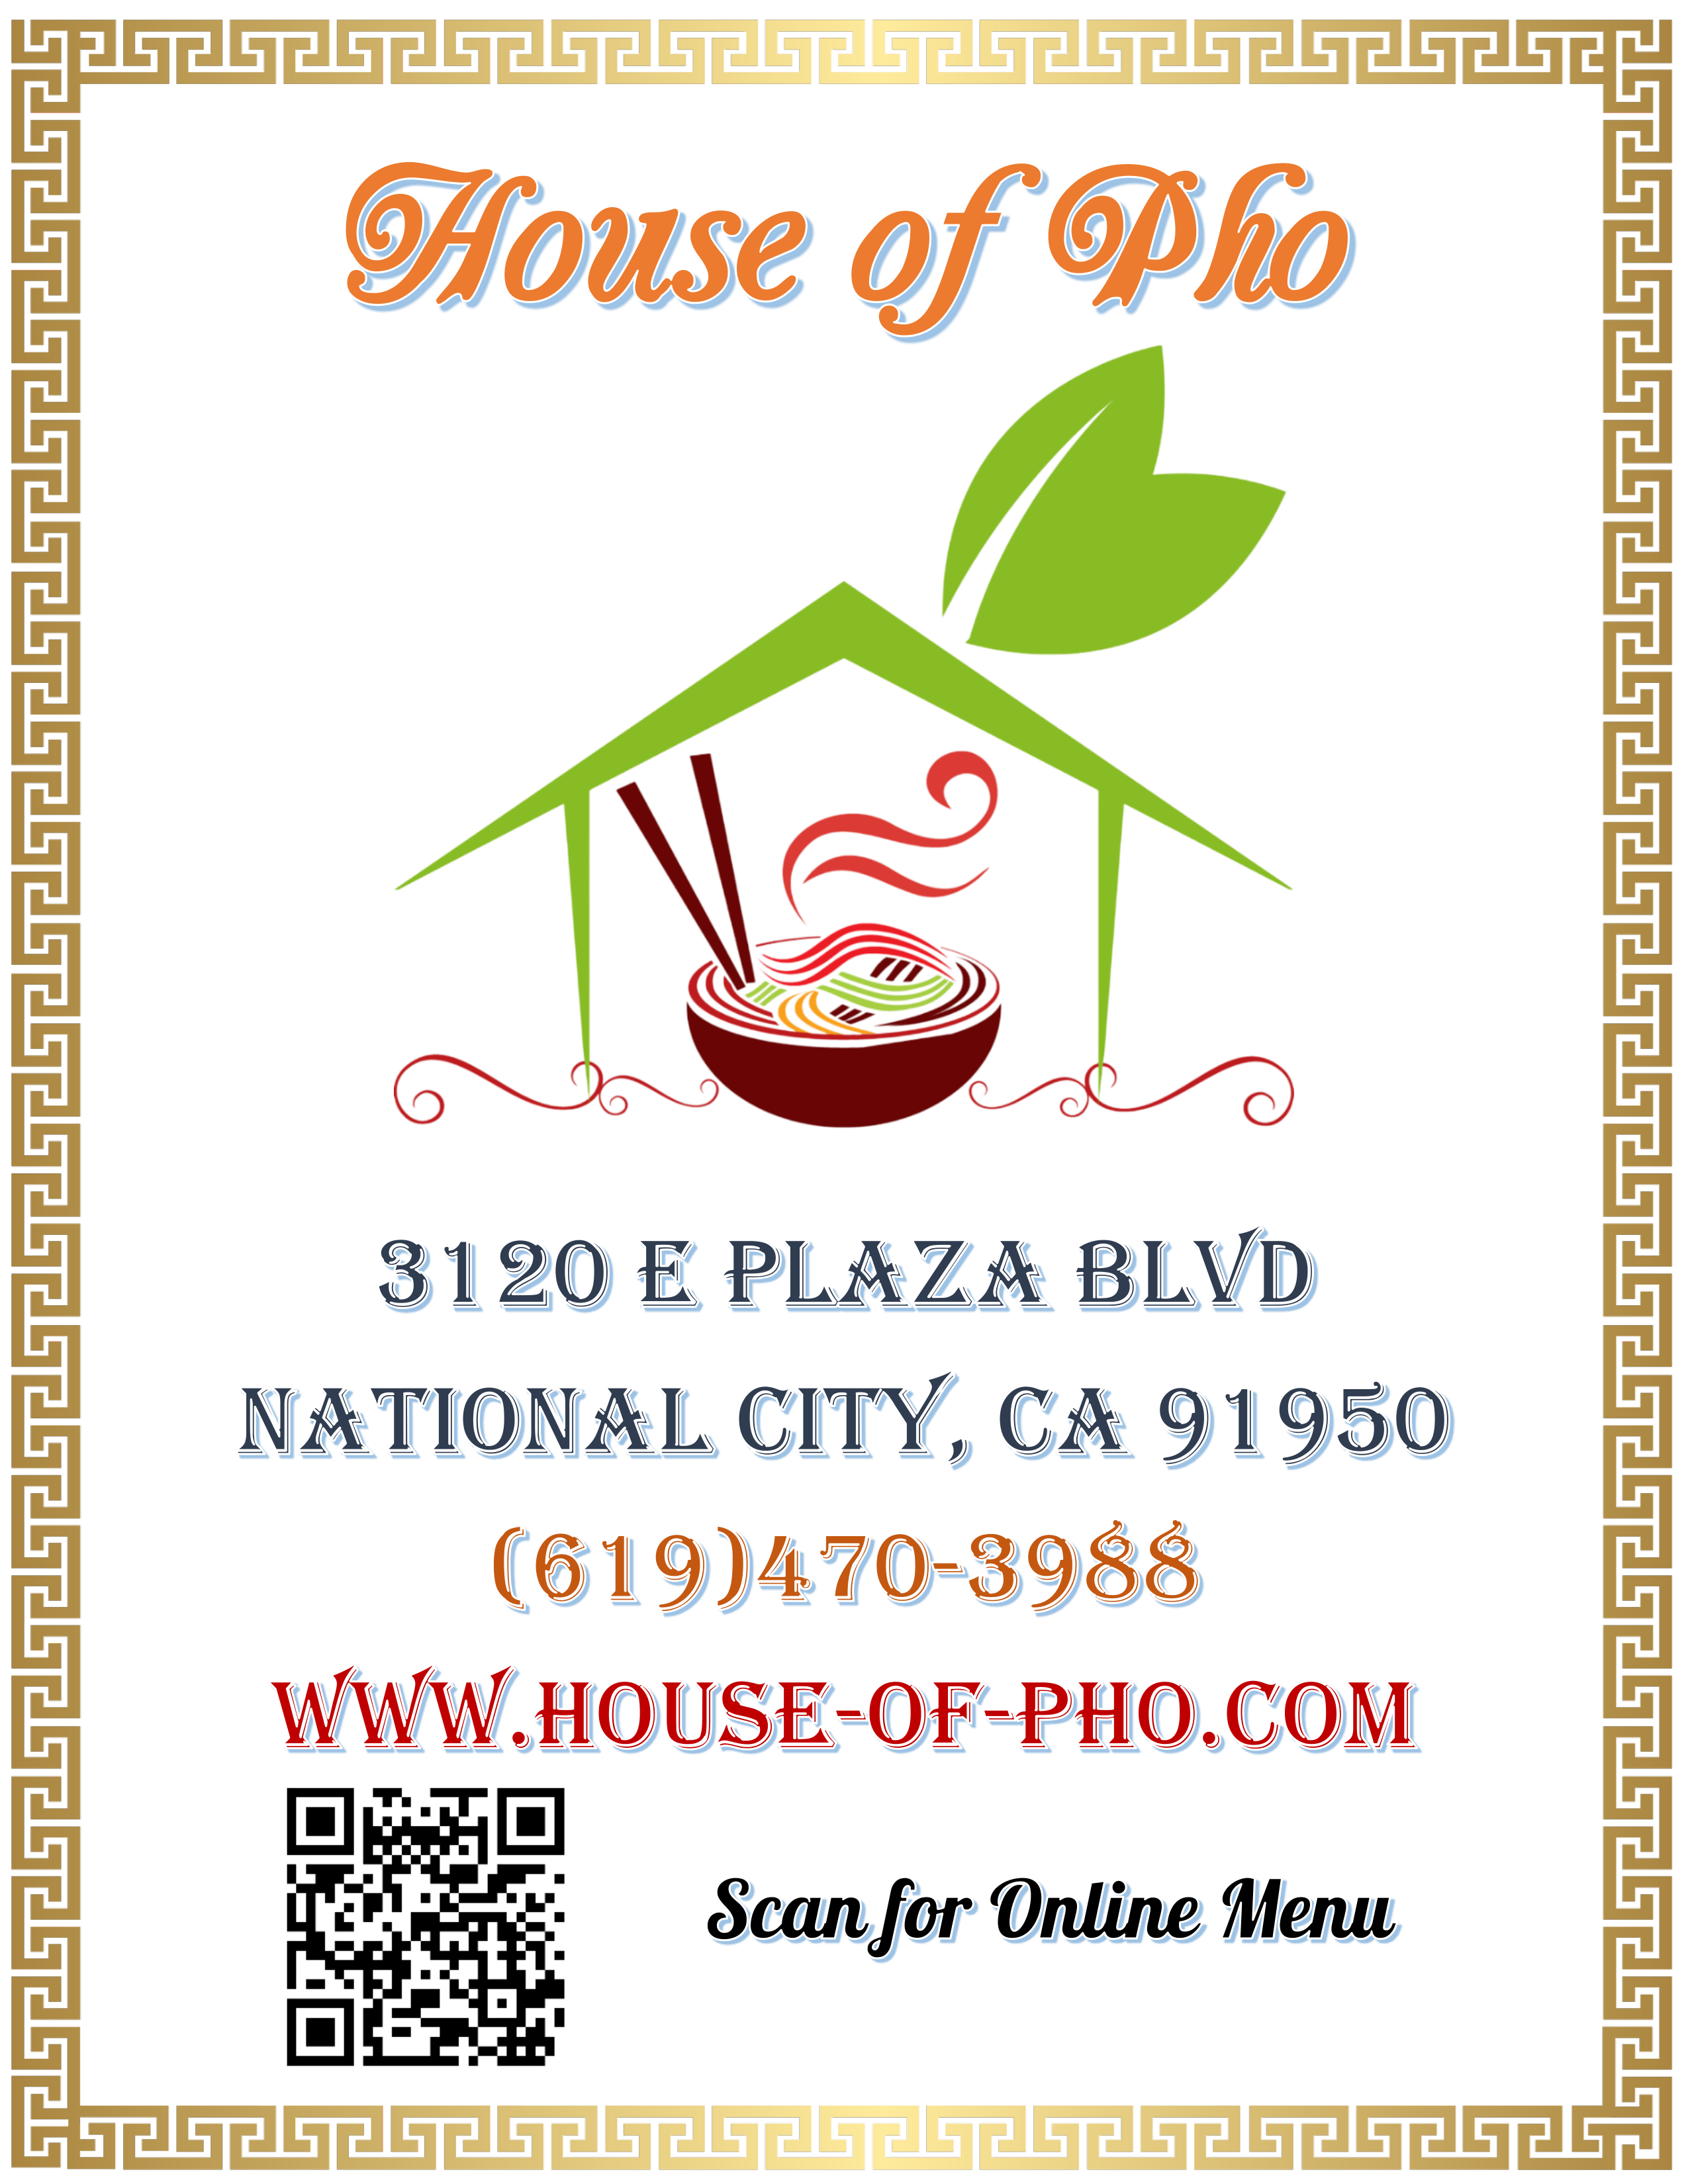 House of Pho
3120 E PLAZA BLVD
NATIONAL CITY, CA 91950
(619)470-3988
WWW.HOUSE-OF-PHO.COM
Scan for Online Menu